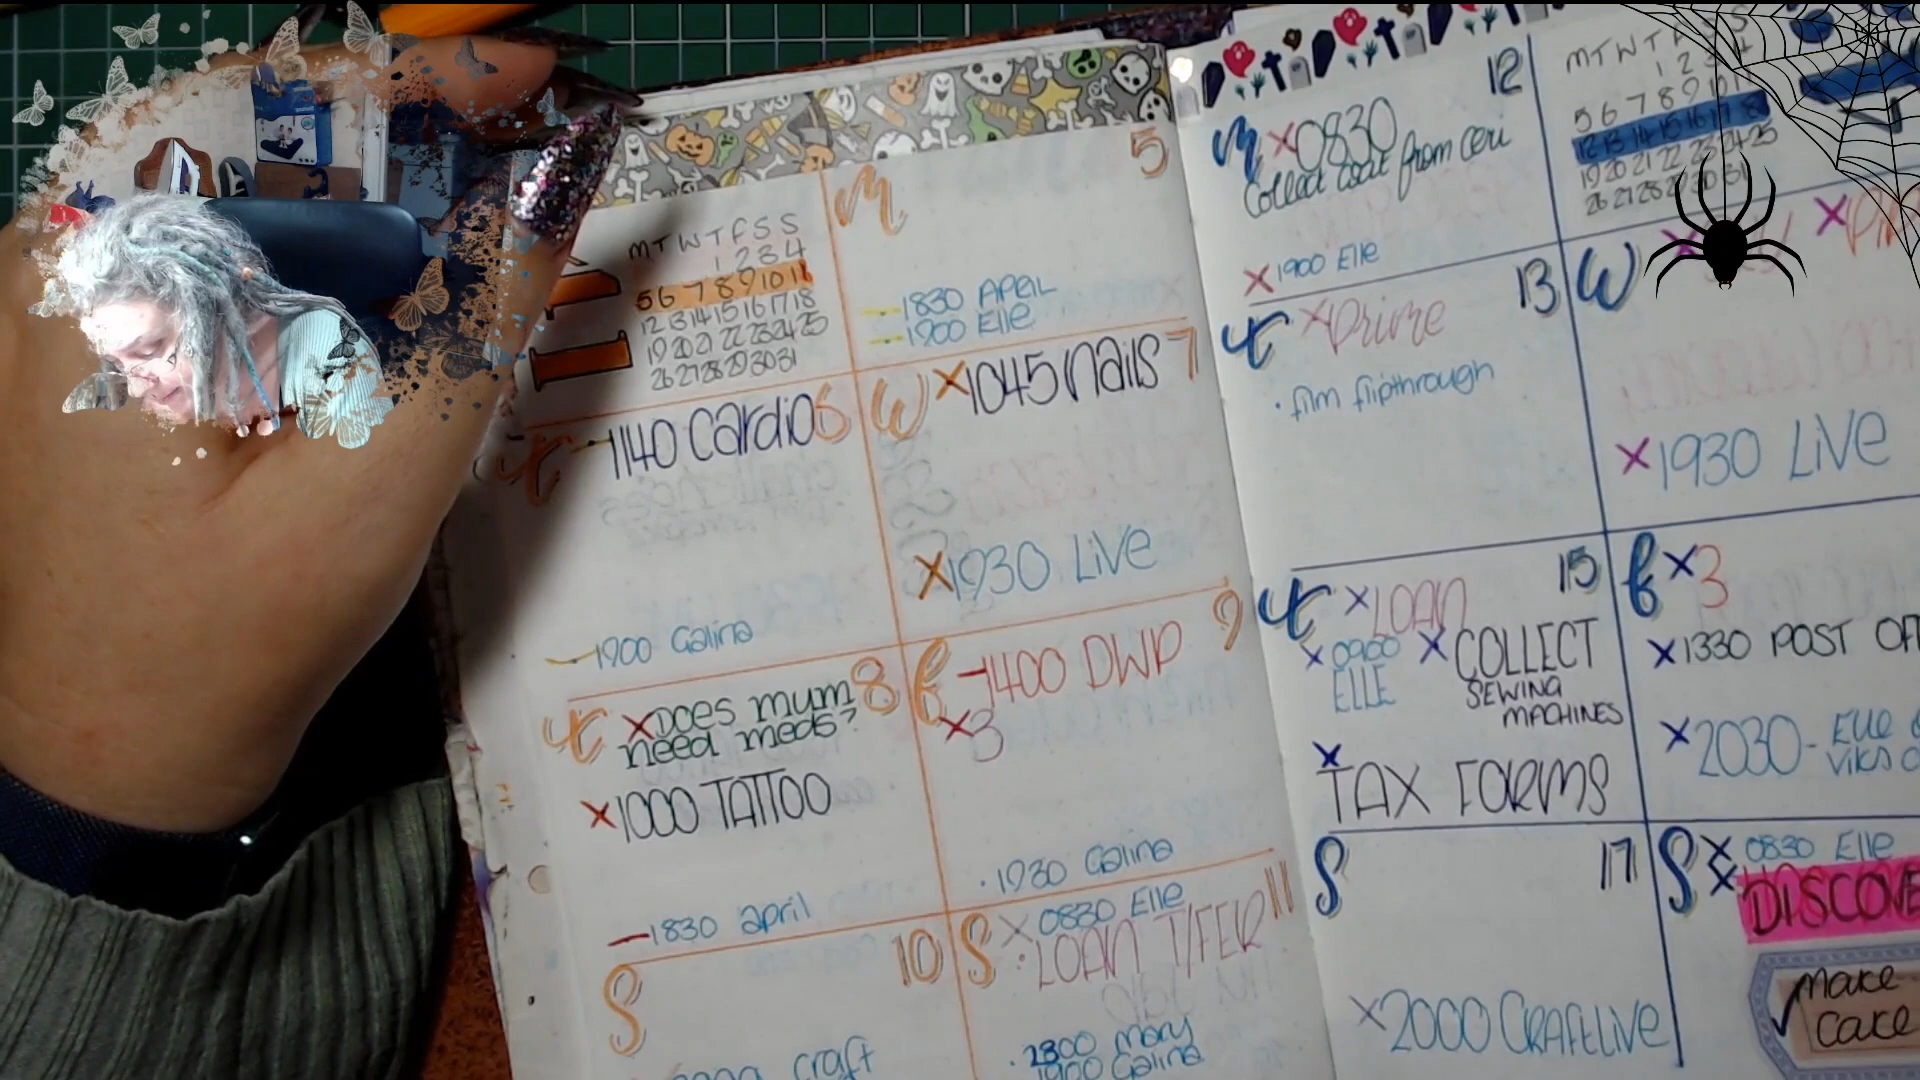 M T W T F S S
1 2 3 4
5 6 7 8 9 10 11
12 13 14 15 16 17 18
19 20 21 22 23 24 25
26 27 28 29 30 31
M 5
-1830 APRIL
-1900 Elle
t 6
-1140 Cardio
-1900 Galina
W 7
×1045 nails
×1930 LiVe
t 8
×Does mum
need meds?
×1000 TATTOO
-1830 april
f 9
-1400 DWP
×3
·1930 Galina
S 10
craft
S 11
×0830 Elle
·LOAN T/FER
·1900 Galina
M 12
×0830
Collect coat from ceri
×1900 Elle
M T W T
1 2
5 6 7 8 9 10
12 13 14 15 16 17 18
19 20 21 22 23 24 25
26 27 28 29 30 31
t 13
×Prime
·film flipthrough
W
×1930 LiVe
t 15
×LOAN
×0900
ELLE
×COLLECT
SEWING
MACHINES
×
TAX FORMS
f
×3
×1330 POST
×2030- Elle
S 17
×2000 CRAFt LiVe
S
×0830 Elle
×
make
cake